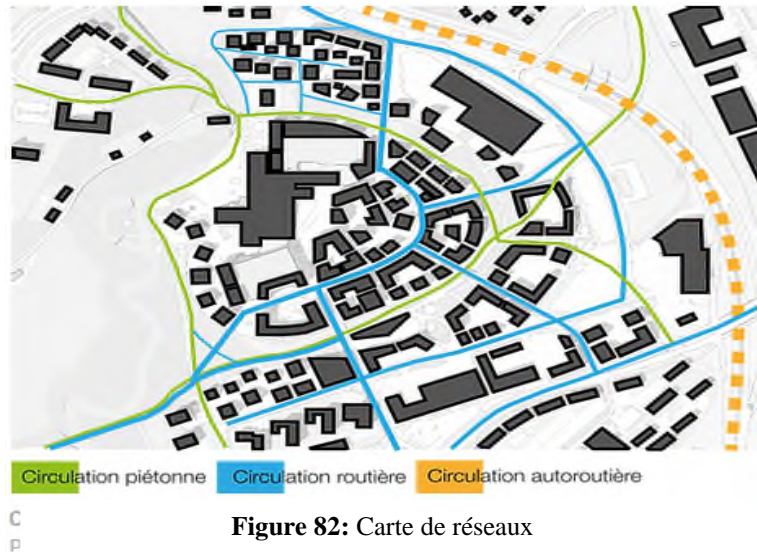 Circulation piétonne Circulation routière Circulation autoroutière
C
Figure 82: Carte de réseaux
P